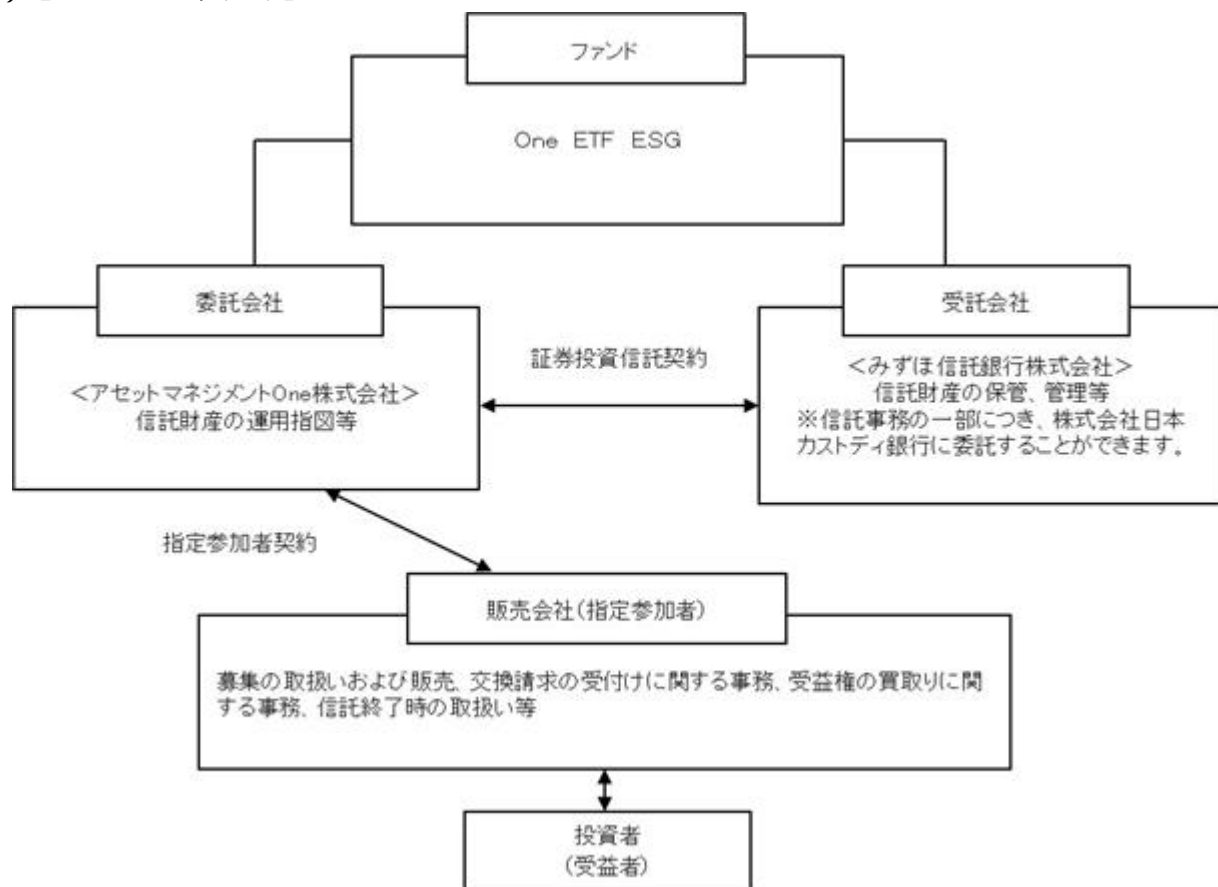 ファンド
One ETF ESG
委託会社
<アセットマネジメントOne株式会社>
信託財産の運用指図等
証券投資信託契約
受託会社
<みずほ信託銀行株式会社>
信託財産の保管、管理等
※信託事務の一部につき、株式会社日本
カストディ銀行に委託することができます。
指定参加者契約
販売会社(指定参加者)
募集の取扱いおよび販売、交換請求の受付けに関する事務、受益権の買取りに関
する事務、信託終了時の取扱い等
投資者
(受益者)